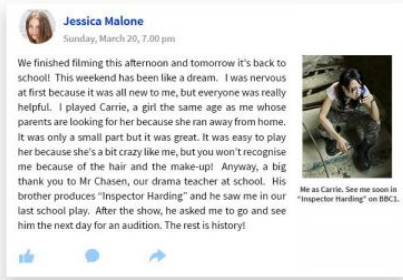 Jessica Malone
Sunday, March 20, 7.00 pm
We finished filming this afternoon and tomorrow it's back to
school! This weekend has been like a dream. I was nervous
at first because it was all new to me, but everyone was really
helpful. I played Carrie, a girl the same age as me whose
parents are looking for her because she ran away from home.
It was only a small part but it was great. It was easy to play
her because she's a bit crazy like me, but you won't recognise
me because of the hair and the make-up! Anyway, a big
thank you to Mr Chasen, our drama teacher at school. His
brother produces "Inspector Harding" and he saw me in our
last school play. After the show, he asked me to go and see
him the next day for an audition. The rest is history!
Me as Carrie. See me soon in
"Inspector Harding" on BBC1.